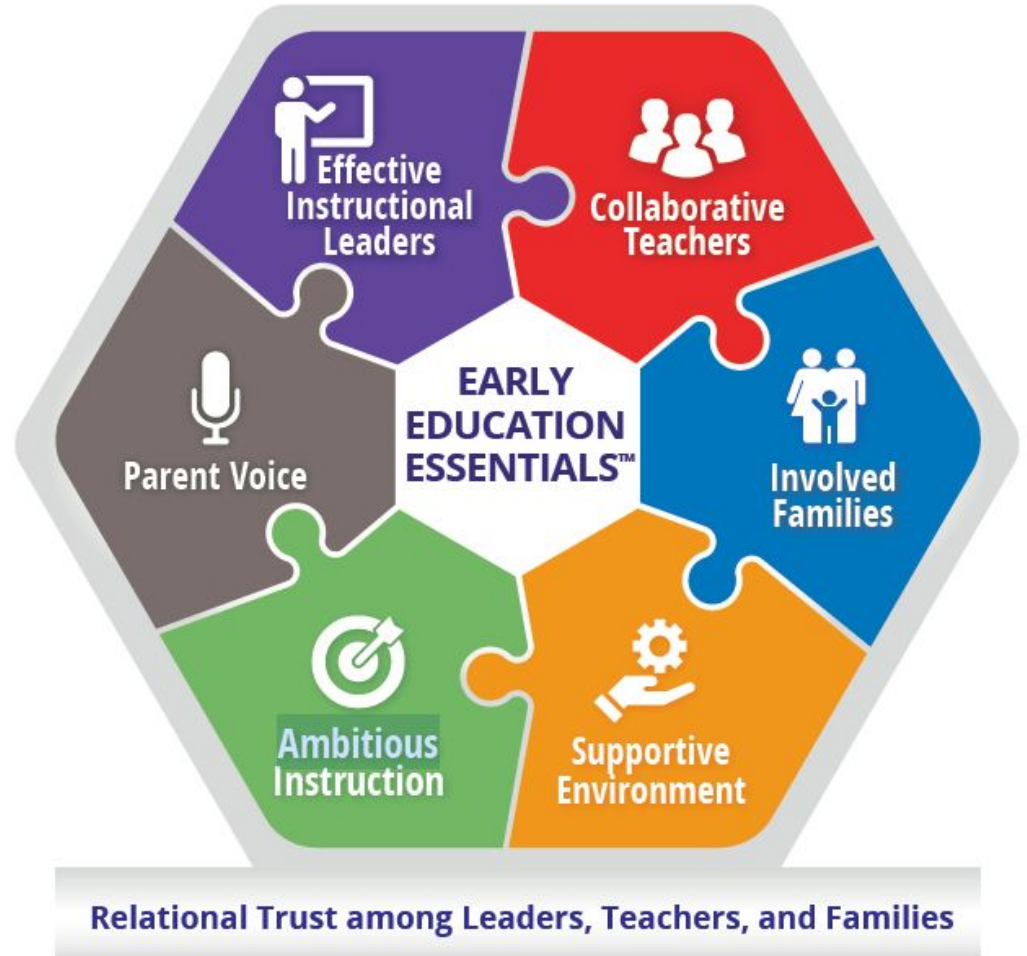 Effective
Instructional
Leaders
Collaborative
Teachers
Parent Voice
EARLY
EDUCATION
ESSENTIALS™
Involved
Families
Ambitious
Instruction
Supportive
Environment
Relational Trust among Leaders, Teachers, and Families